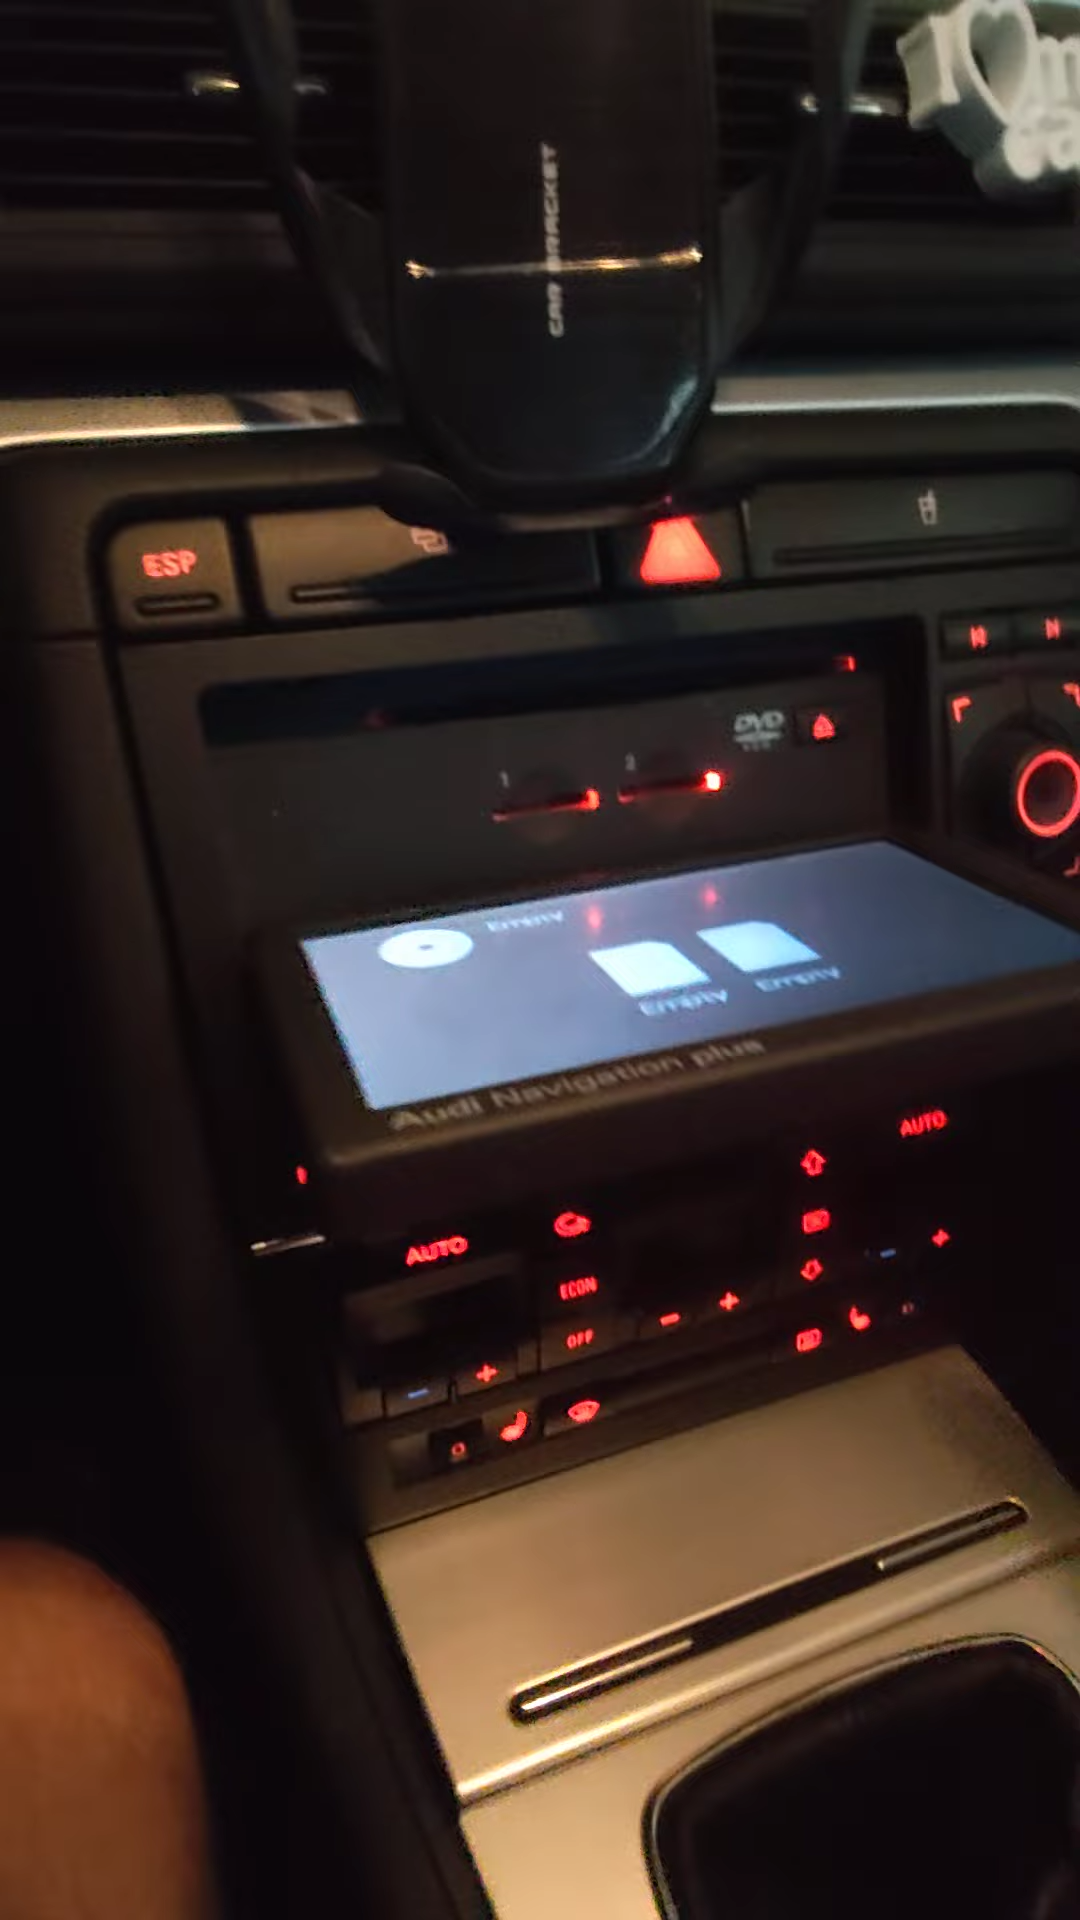 CAR BRACKET
I
ESP
1
2
DVD
Empty
Empty
Empty
Audi Navigation plus
AUTO
AUTO
ECON
OFF